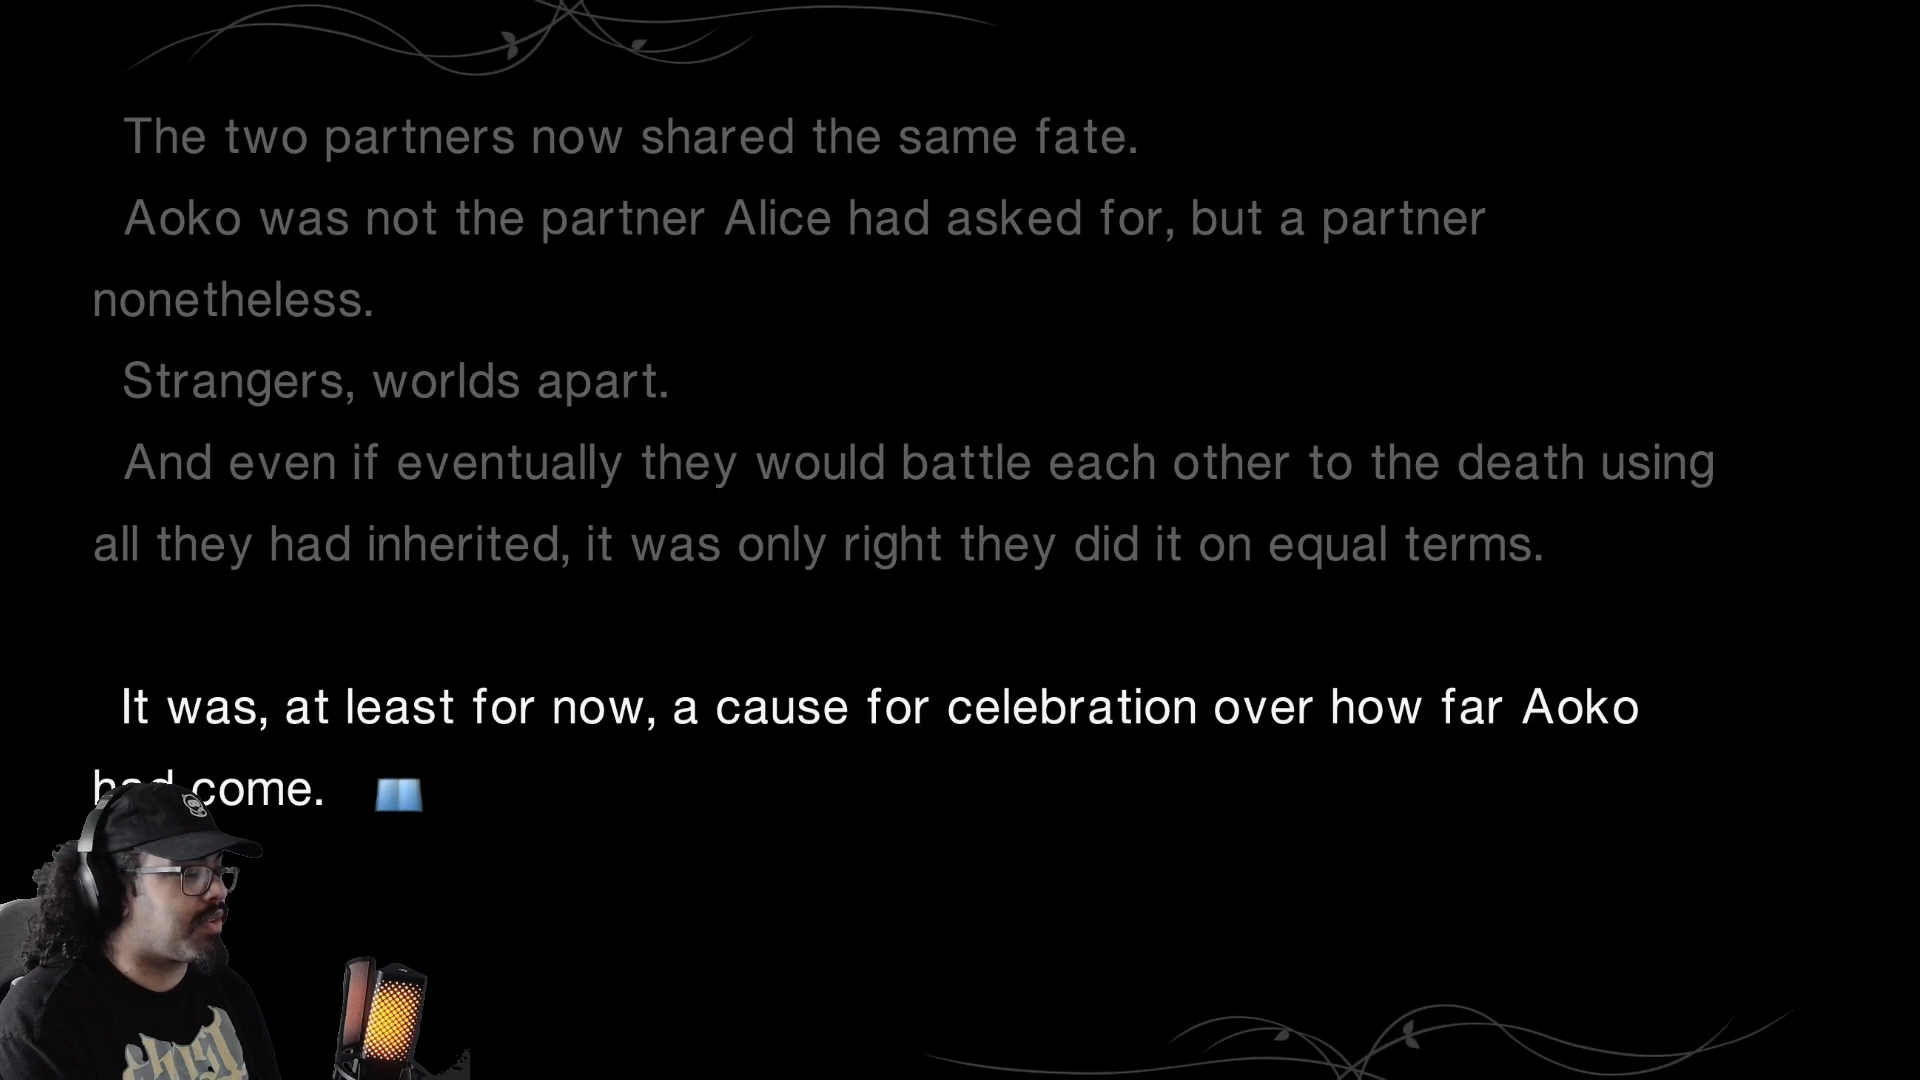 The two partners now shared the same fate.
Aoko was not the partner Alice had asked for, but a partner
nonetheless.
Strangers, worlds apart.
And even if eventually they would battle each other to the death using
all they had inherited, it was only right they did it on equal terms.
It was, at least for now, a cause for celebration over how far Aoko
had come.